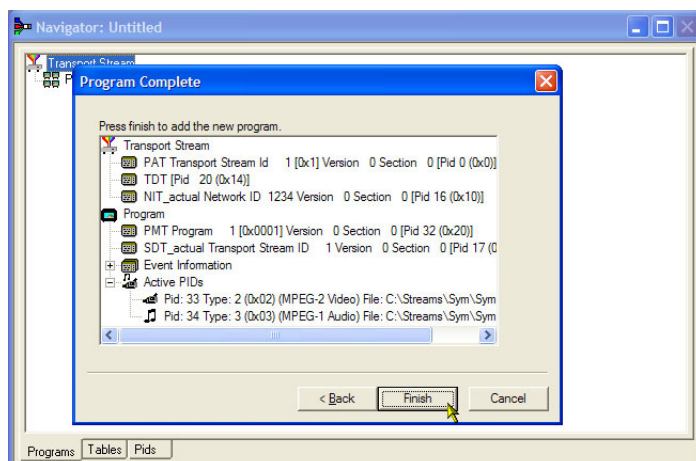 Navigator: Untitled
Transport Stream
P
Program Complete
Press finish to add the new program.
Transport Stream
PAT Transport Stream Id 1 [0x1] Version 0 Section 0 [Pid 0 (0x0)]
TDT [Pid 20 (0x14)]
NIT_actual Network ID 1234 Version 0 Section 0 [Pid 16 (0x10)]
Program
PMT Program 1 [0x0001] Version 0 Section 0 [Pid 32 (0x20)]
SDT_actual Transport Stream ID 1 Version 0 Section 0 [Pid 17 (0
Event Information
Active PIDs
Pid: 33 Type: 2 (0x02) (MPEG-2 Video) File: C:\Streams\Sym\Sym
Pid: 34 Type: 3 (0x03) (MPEG-1 Audio) File: C:\Streams\Sym\Sym
< Back Finish Cancel
Programs Tables Pids